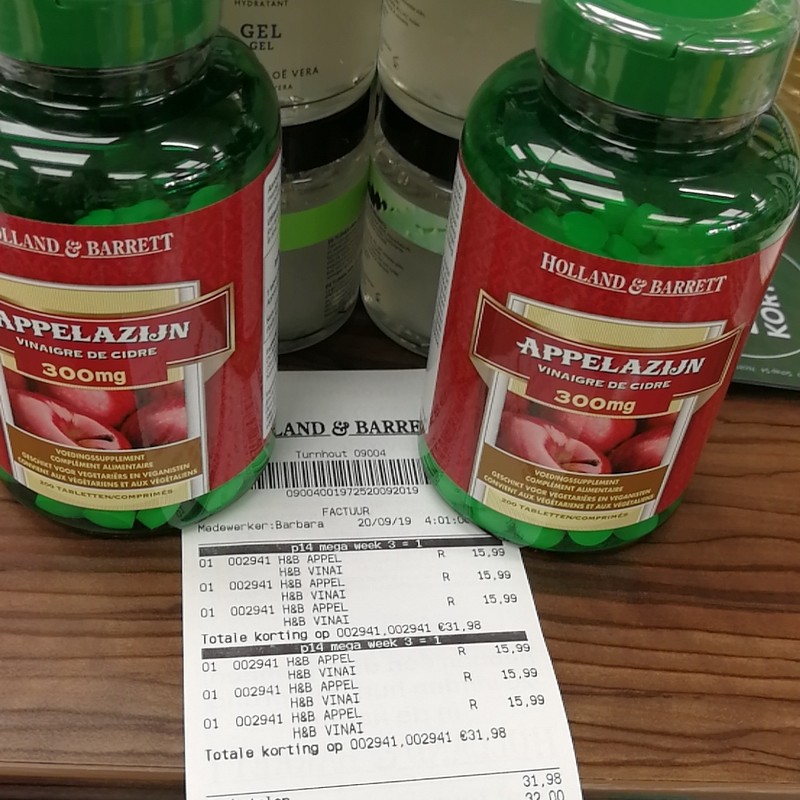 HYDRATANT
GEL
GEL
VERA
HOLLAND & BARRETT
APPELAZIJN
VINAIGRE DE CIDRE
300mg
VOEDINGSSUPPLEMENT
COMPLÉMENT ALIMENTAIRE
GESCHIKT VOOR VEGETARIËRS EN VEGANISTEN
CONVIENT AUX VÉGÉTARIENS ET AUX VÉGÉTALIENS
200 TABLETTEN/COMPRIMÉS
HOLLAND & BARRETT
APPELAZIJN
VINAIGRE DE CIDRE
300mg
VOEDINGSSUPPLEMENT
COMPLÉMENT ALIMENTAIRE
GESCHIKT VOOR VEGETARIËRS EN VEGANISTEN
CONVIENT AUX VÉGÉTARIENS ET AUX VÉGÉTALIENS
200 TABLETTEN/COMPRIMÉS
LAND & BARRE
Turnhout 09004
09004001972520092019
FACTUUR
Medewerker:Barbara 20/09/19 4:01:0
p14 mega week 3 = 1
01 002941 H&B APPEL R 15,99
H&B VINAI
01 002941 H&B APPEL R 15,99
H&B VINAI
01 002941 H&B APPEL R 15,99
H&B VINAI
Totale korting op 002941,002941 €31,98
p14 mega week 3 = 1
01 002941 H&B APPEL R 15,99
H&B VINAI
01 002941 H&B APPEL R 15,99
H&B VINAI
01 002941 H&B APPEL R 15,99
H&B VINAI
Totale korting op 002941,002941 €31,98
31,98
32,00